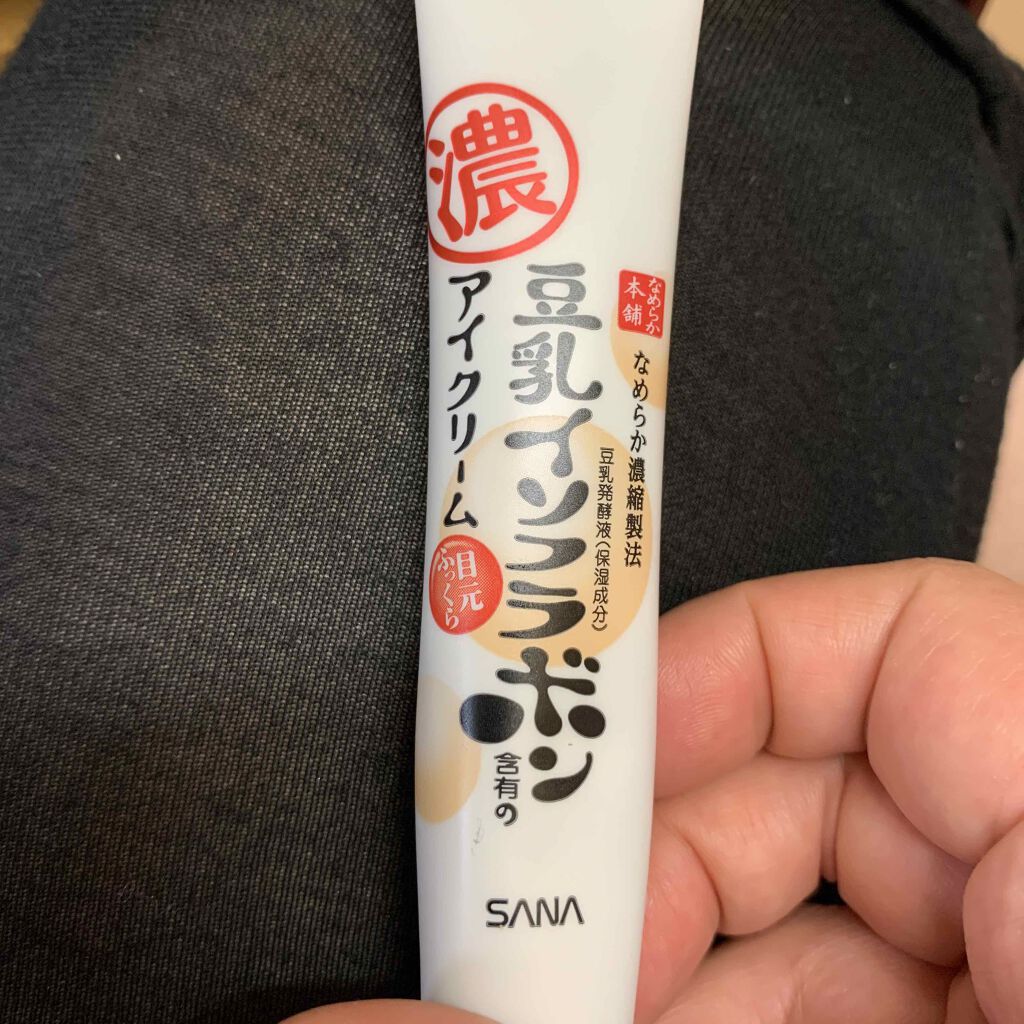 濃
なめらか
本舗
なめらか濃縮製法
豆乳発酵液(保湿成分)
豆乳イソフラボン
含有の
アイクリーム
目元
ふっくら
SANA